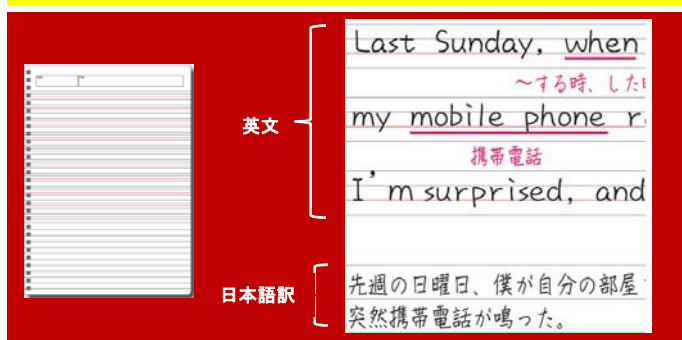 英文
Last Sunday, when
～する時、した
my mobile phone
携帯電話
I'm surprised, and
日本語訳
先週の日曜日、僕が自分の部屋
突然携帯電話が鳴った。